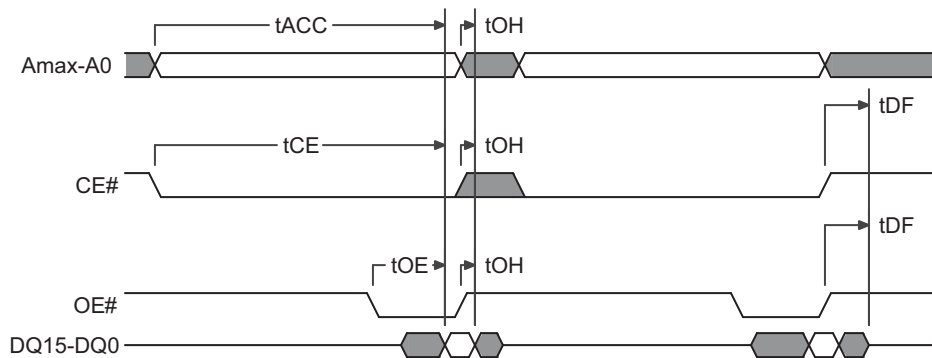 tACC tOH
Amax-A0
tDF
tCE tOH
CE#
tDF
tOE tOH
OE#
DQ15-DQ0